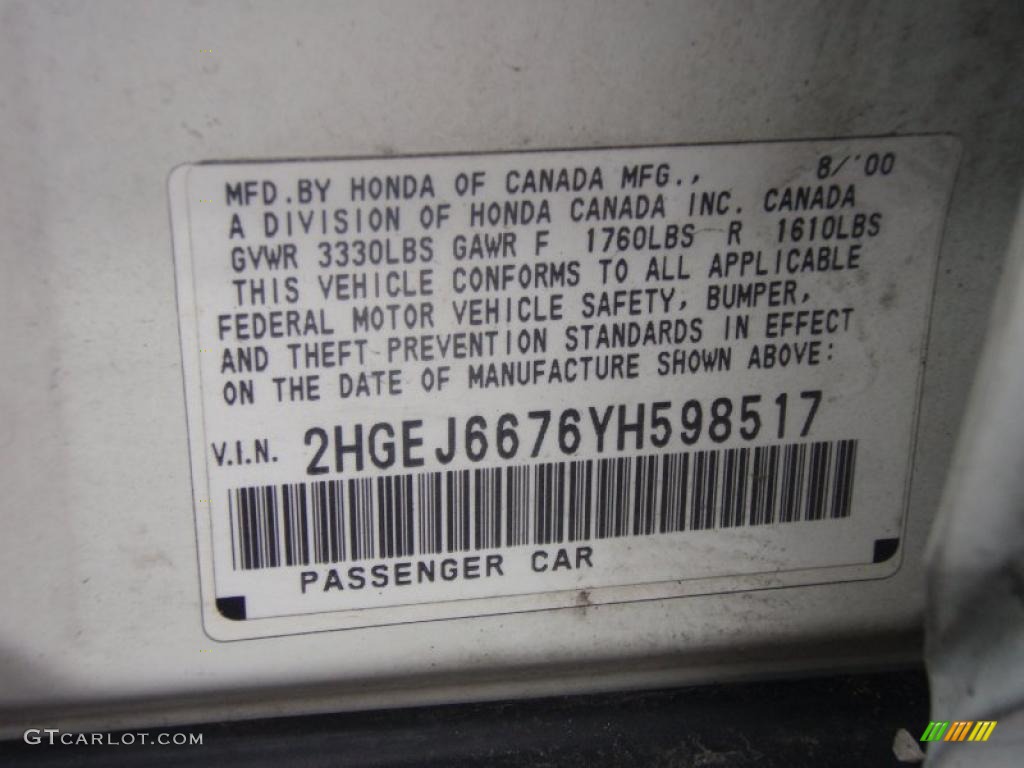 8/'00
MFD.BY HONDA OF CANADA MFG.,
A DIVISION OF HONDA CANADA INC. CANADA
GVWR 3330LBS GAWR F 1760LBS R 1610LBS
THIS VEHICLE CONFORMS TO ALL APPLICABLE
FEDERAL MOTOR VEHICLE SAFETY, BUMPER,
AND THEFT PREVENTION STANDARDS IN EFFECT
ON THE DATE OF MANUFACTURE SHOWN ABOVE:
V.I.N. 2HGEJ6676YH598517
PASSENGER CAR
GTCARLOT.COM